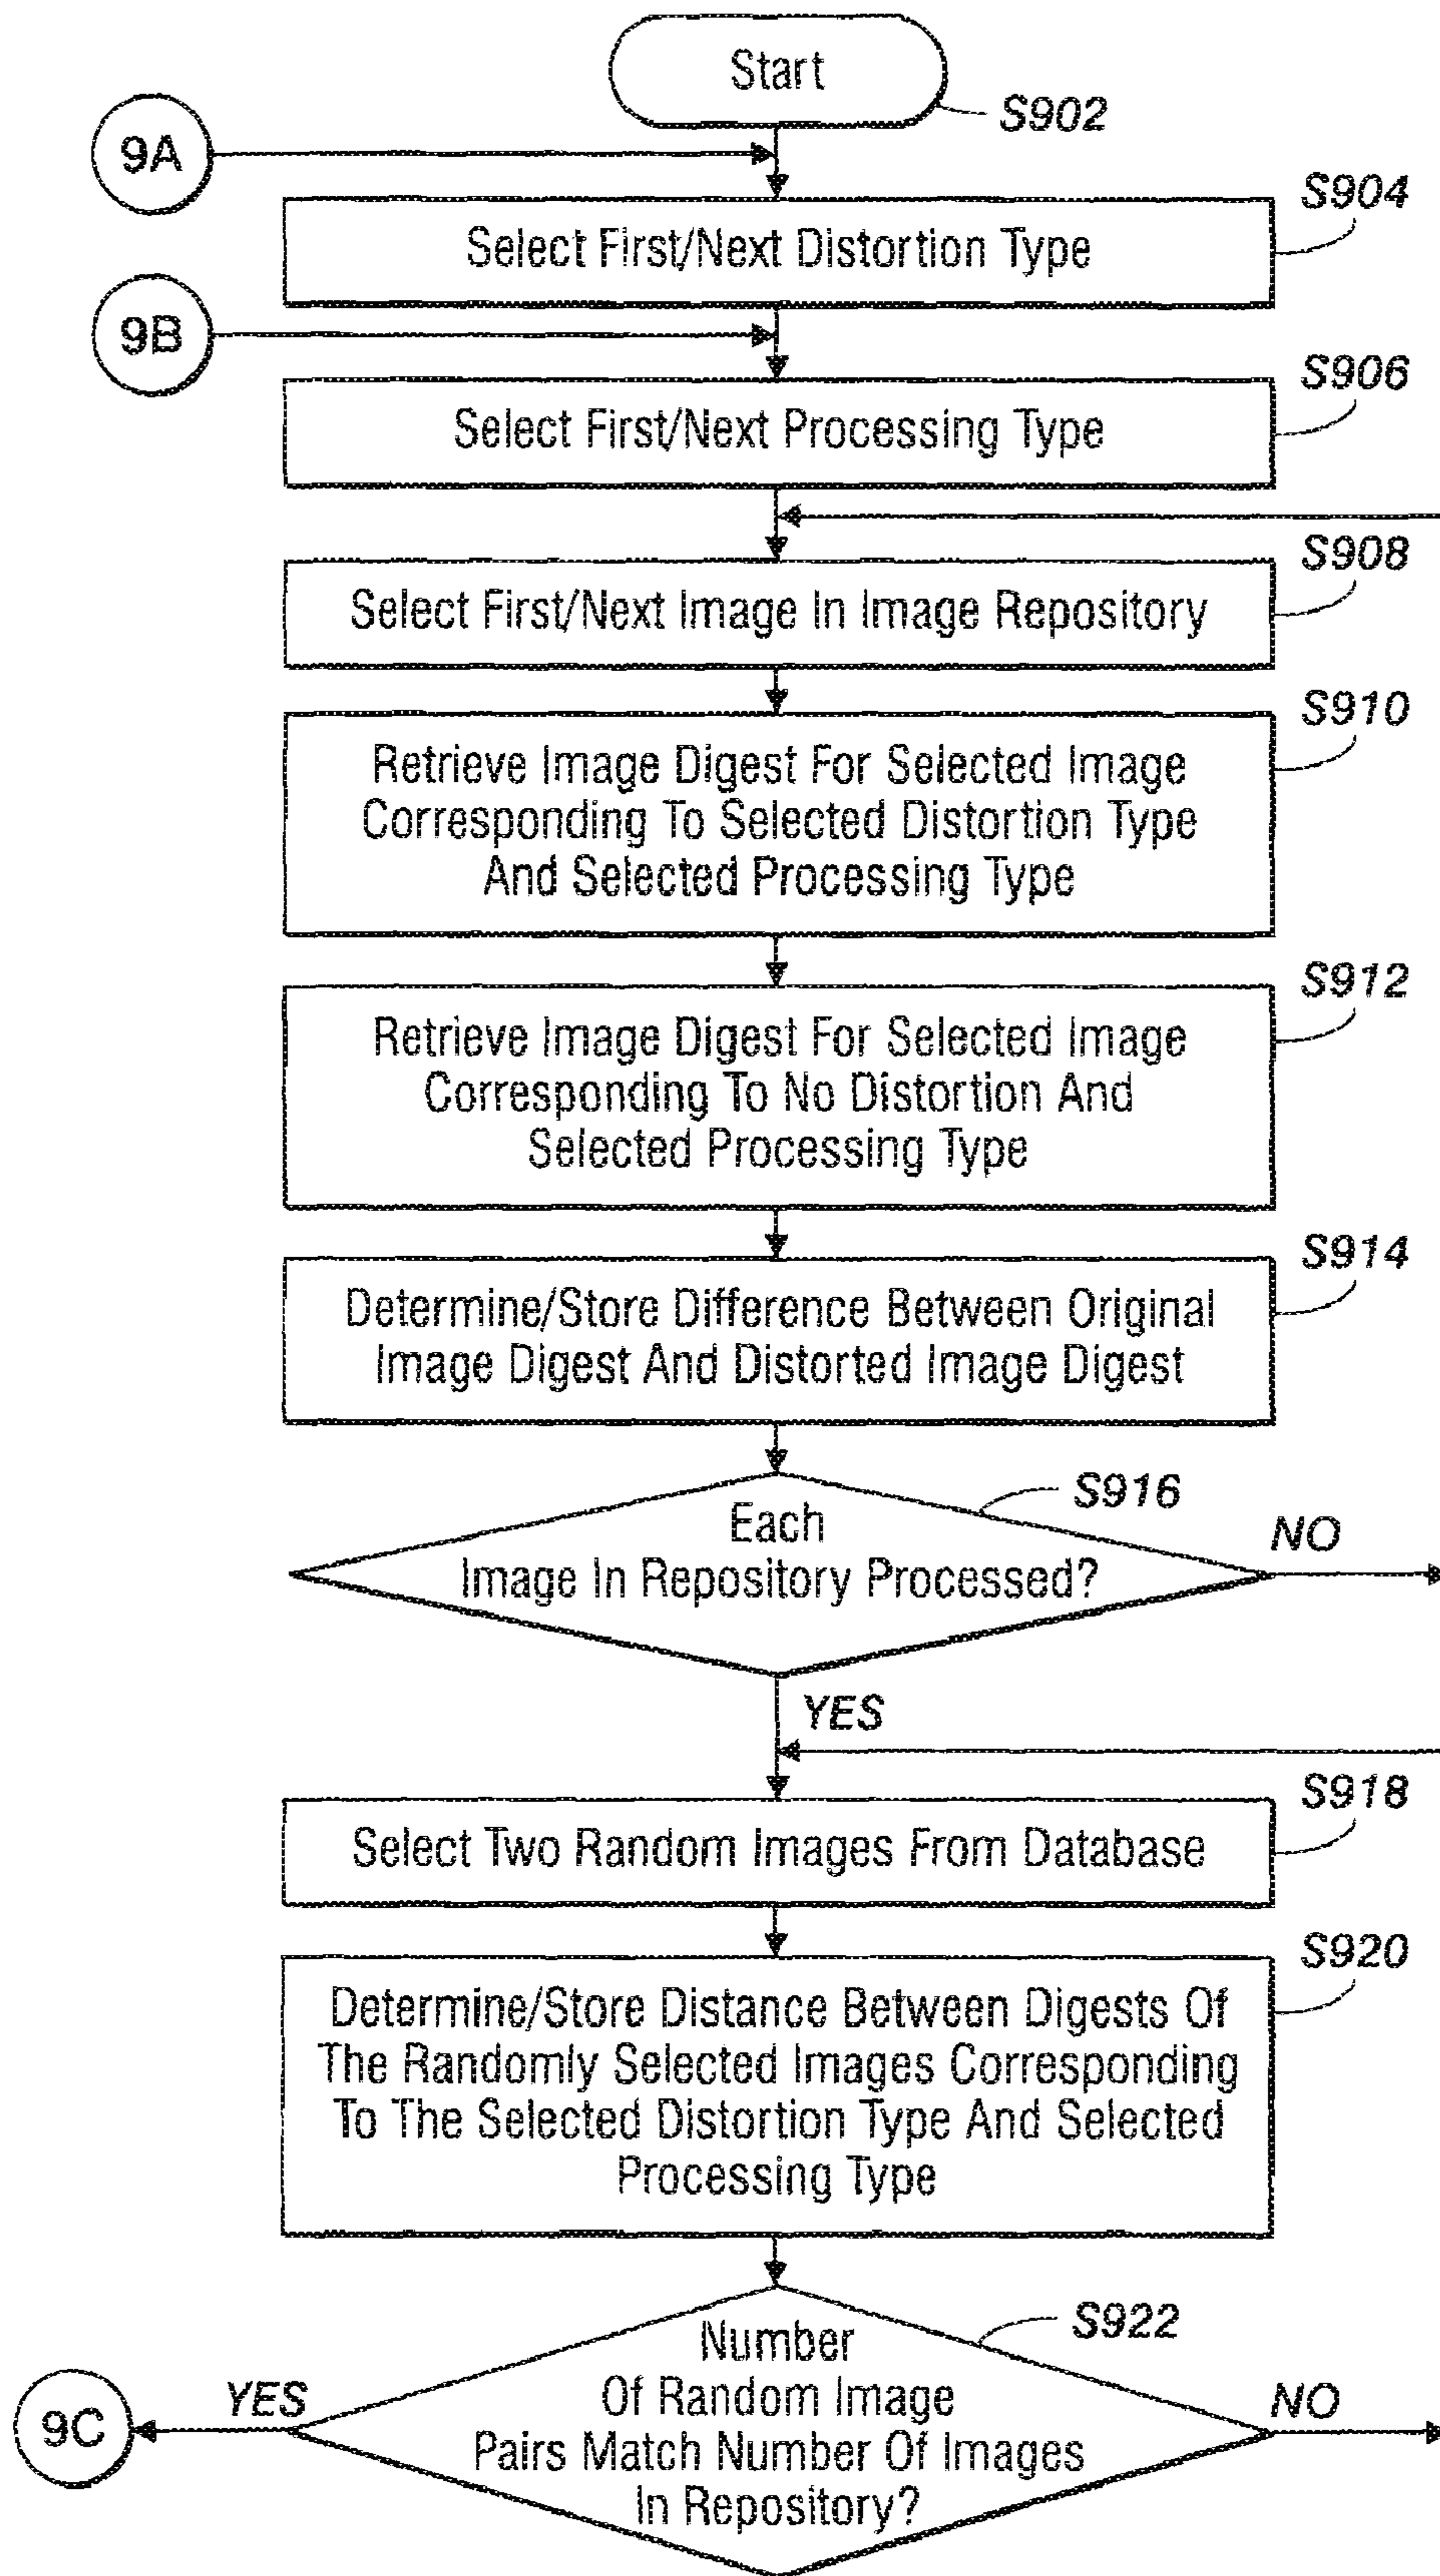 Start
S902
9A
S904
Select First/Next Distortion Type
9B
S906
Select First/Next Processing Type
S908
Select First/Next Image In Image Repository
S910
Retrieve Image Digest For Selected Image
Corresponding To Selected Distortion Type
And Selected Processing Type
S912
Retrieve Image Digest For Selected Image
Corresponding To No Distortion And
Selected Processing Type
S914
Determine/Store Difference Between Original
Image Digest And Distorted Image Digest
S916
Each
Image In Repository Processed?
NO
YES
S918
Select Two Random Images From Database
S920
Determine/Store Distance Between Digests Of
The Randomly Selected Images Corresponding
To The Selected Distortion Type And Selected
Processing Type
S922
Number
Of Random Image
Pairs Match Number Of Images
In Repository?
YES
NO
9C